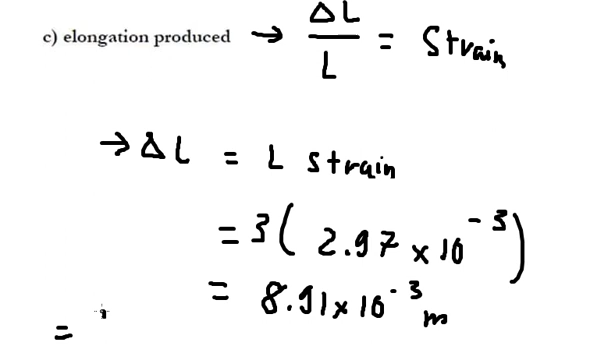 c) elongation produced → ΔL/L = Strain
→ ΔL = L strain
= 3(2.97 × 10⁻³)
= 8.91 × 10⁻³ m
=